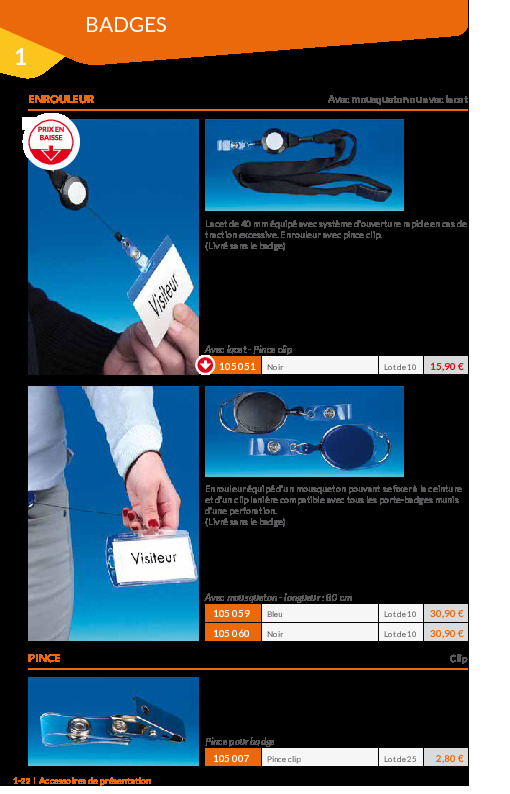 BADGES
1
ENROULEUR
Avec mousqueton ou avec lacet
PRIX EN
BAISSE
Visiteur
Lacet de 40 mm équipé avec système d'ouverture rapide en cas de
traction excessive. Enrouleur avec pince clip.
(Livré sans le badge)
Avec lacet - Pince clip
105 051 Noir Lot de 10 15,90 €
Visiteur
Enrouleur équipé d'un mousqueton pouvant se fixer à la ceinture
et d'un clip lanière compatible avec tous les porte-badges munis
d'une perforation.
(Livré sans le badge)
Avec mousqueton - longueur : 80 cm
105 059 Bleu Lot de 10 30,90 €
105 060 Noir Lot de 10 30,90 €
PINCE
Clip
Pince pour badge
105 007 Pince clip Lot de 25 2,80 €
1-22 | Accessoires de présentation